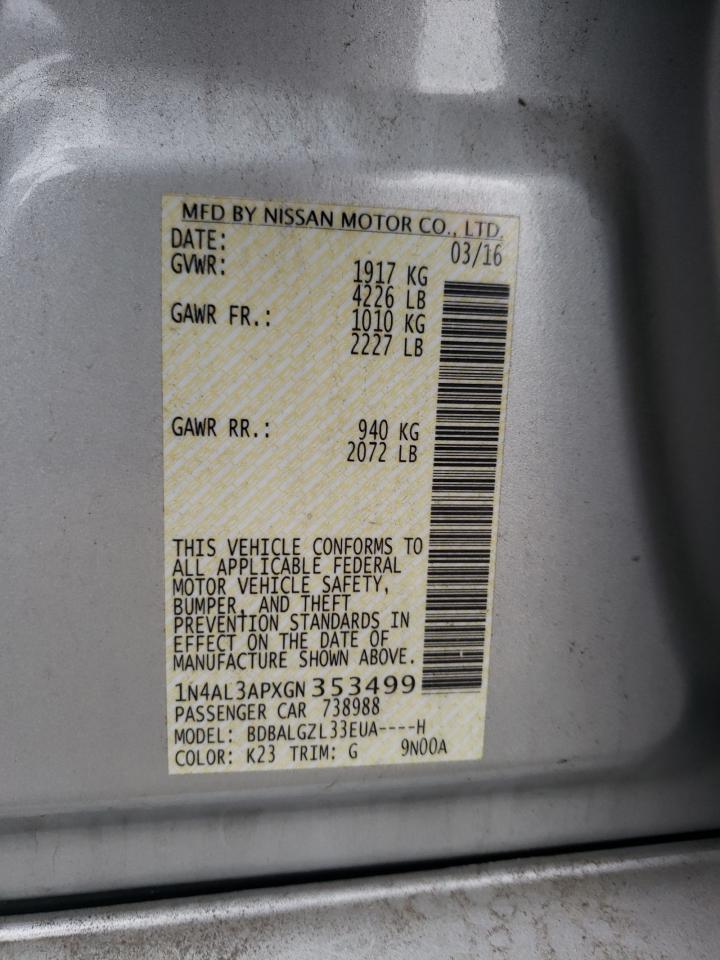 MFD BY NISSAN MOTOR CO., LTD.
DATE: 03/16
GVWR: 1917 KG
4226 LB
GAWR FR.: 1010 KG
2227 LB
GAWR RR.: 940 KG
2072 LB
THIS VEHICLE CONFORMS TO
ALL APPLICABLE FEDERAL
MOTOR VEHICLE SAFETY,
BUMPER, AND THEFT
PREVENTION STANDARDS IN
EFFECT ON THE DATE OF
MANUFACTURE SHOWN ABOVE.
1N4AL3APXGN353499
PASSENGER CAR 738988
MODEL: BDBALGZL33EUA----H
COLOR: K23 TRIM: G 9N00A